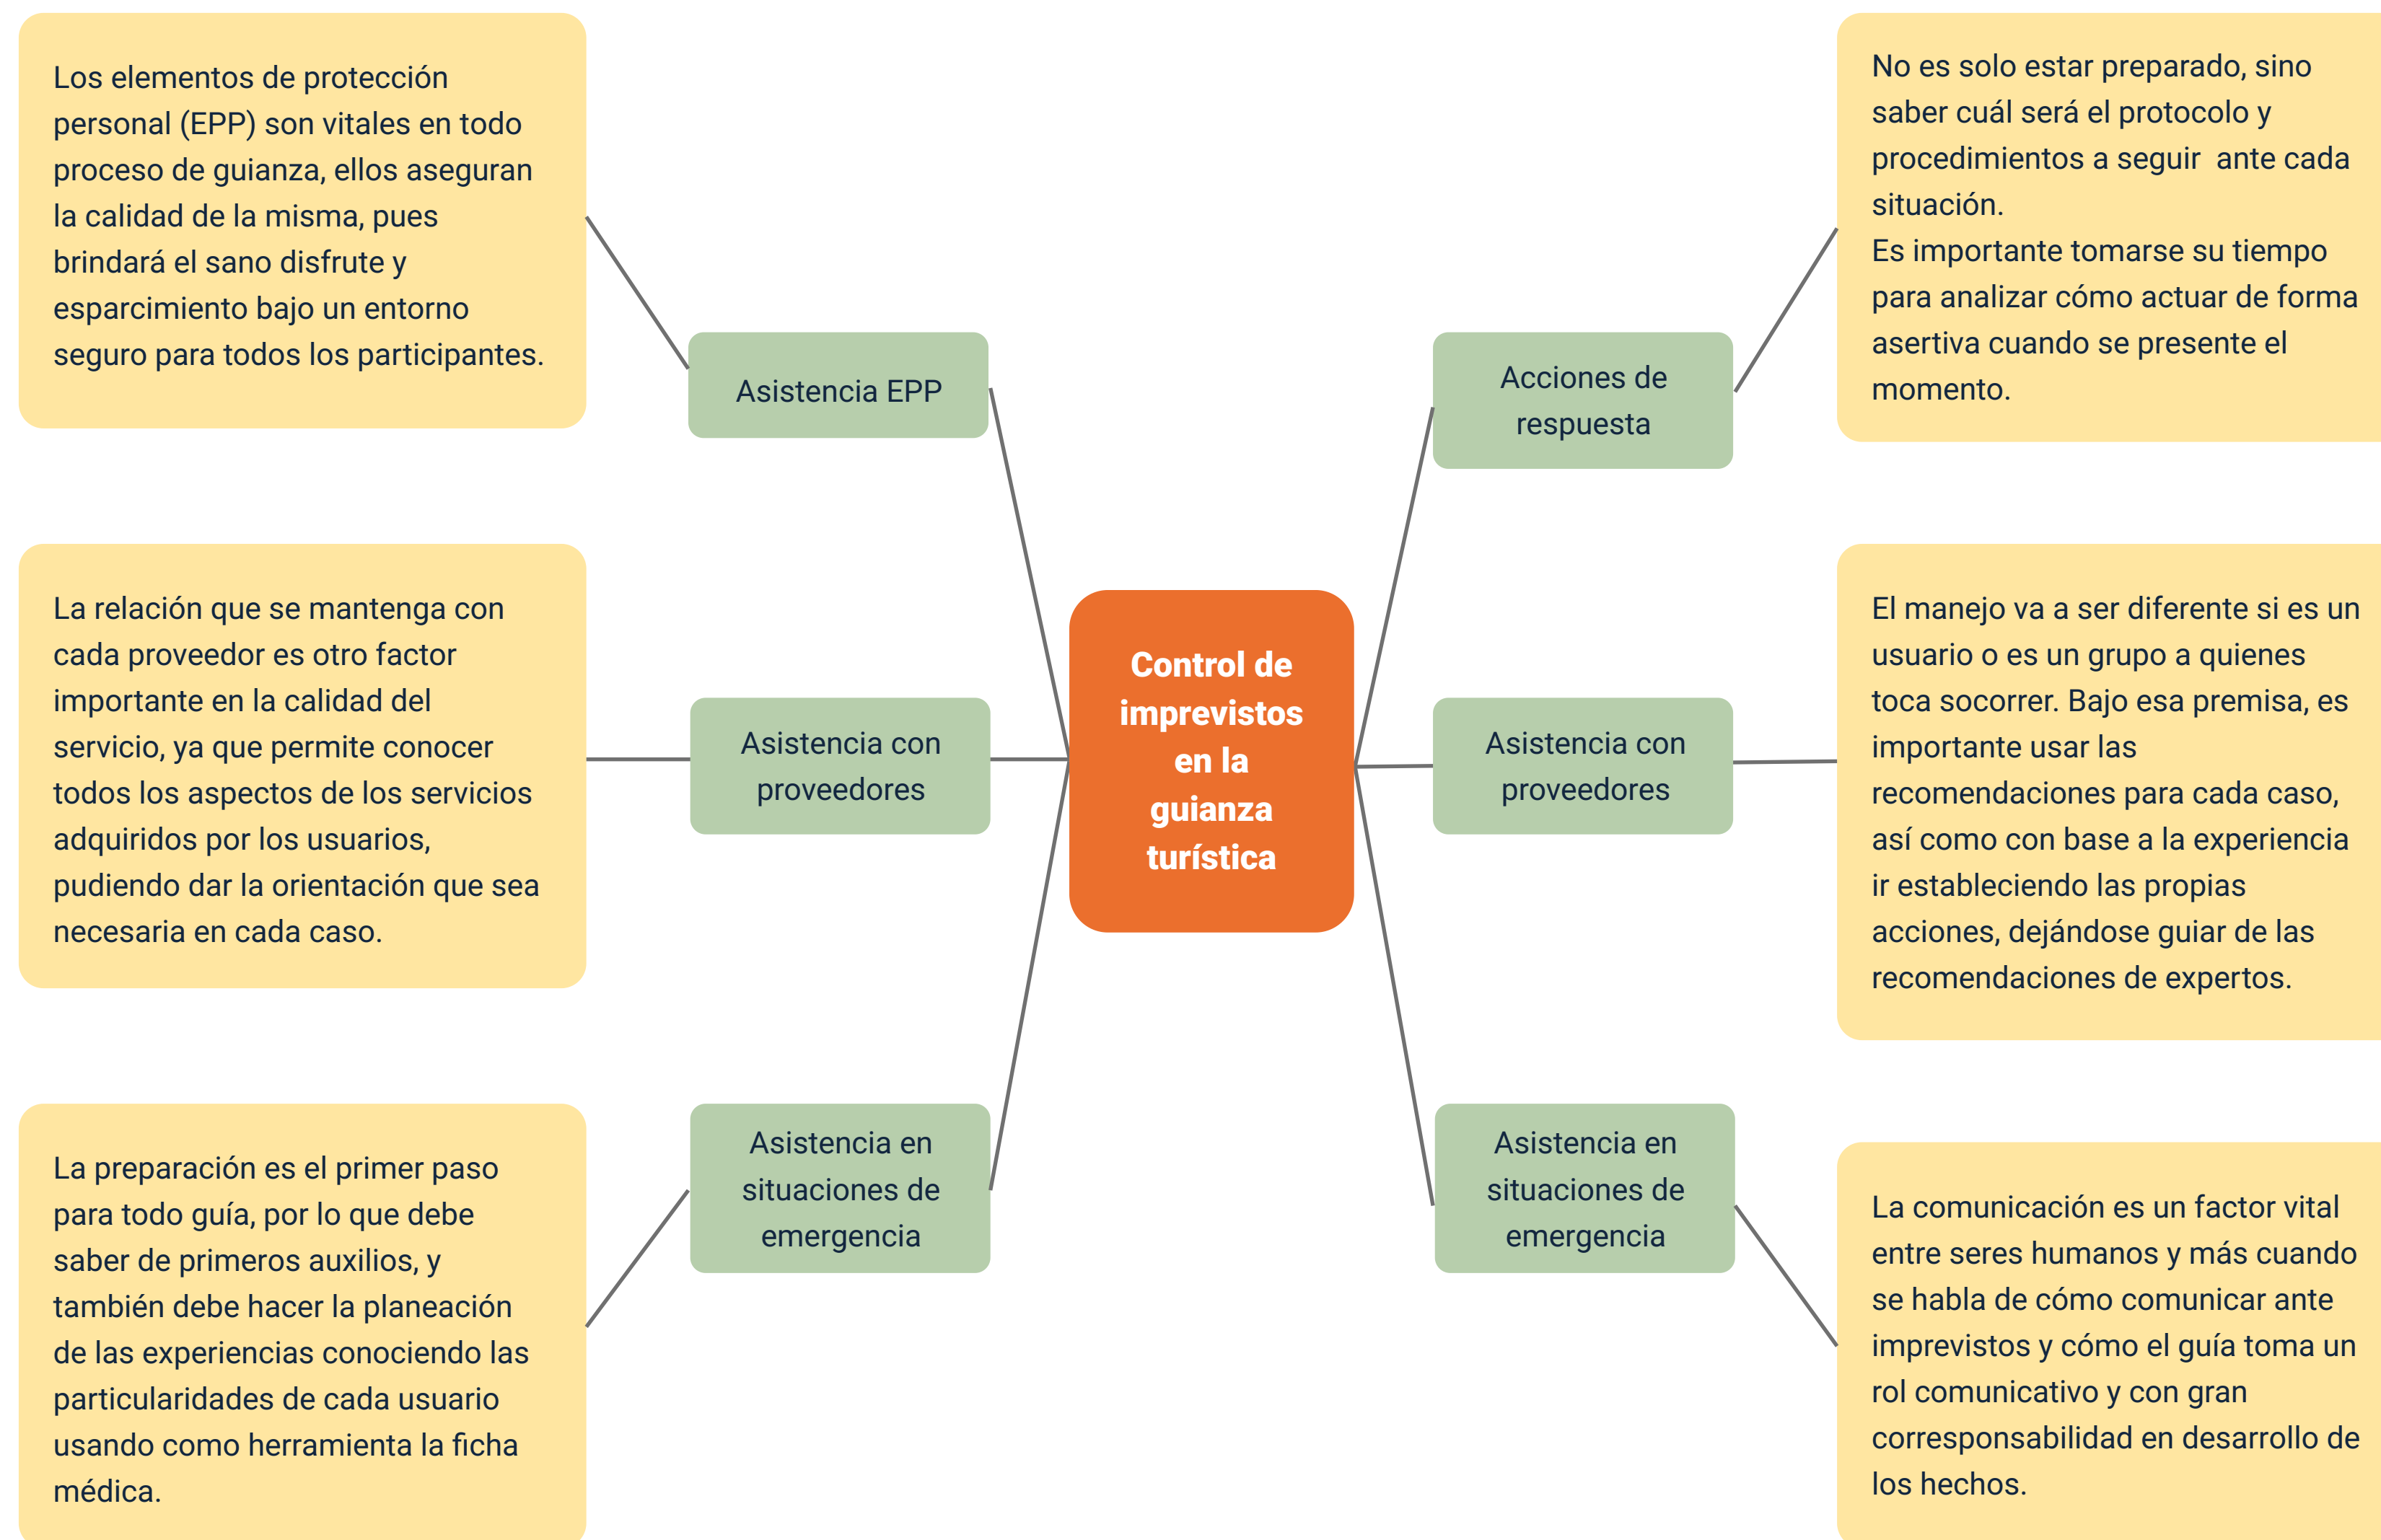 Los elementos de protección
personal (EPP) son vitales en todo
proceso de guianza, ellos aseguran
la calidad de la misma, pues
brindará el sano disfrute y
esparcimiento bajo un entorno
seguro para todos los participantes.
Asistencia EPP
La relación que se mantenga con
cada proveedor es otro factor
importante en la calidad del
servicio, ya que permite conocer
todos los aspectos de los servicios
adquiridos por los usuarios,
pudiendo dar la orientación que sea
necesaria en cada caso.
Asistencia con
proveedores
La preparación es el primer paso
para todo guía, por lo que debe
saber de primeros auxilios, y
también debe hacer la planeación
de las experiencias conociendo las
particularidades de cada usuario
usando como herramienta la ficha
médica.
Asistencia en
situaciones de
emergencia
Control de
imprevistos
en la
guianza
turística
Acciones de
respuesta
No es solo estar preparado, sino
saber cuál será el protocolo y
procedimientos a seguir  ante cada
situación.
Es importante tomarse su tiempo
para analizar cómo actuar de forma
asertiva cuando se presente el
momento.
Asistencia con
proveedores
El manejo va a ser diferente si es un
usuario o es un grupo a quienes
toca socorrer. Bajo esa premisa, es
importante usar las
recomendaciones para cada caso,
así como con base a la experiencia
ir estableciendo las propias
acciones, dejándose guiar de las
recomendaciones de expertos.
Asistencia en
situaciones de
emergencia
La comunicación es un factor vital
entre seres humanos y más cuando
se habla de cómo comunicar ante
imprevistos y cómo el guía toma un
rol comunicativo y con gran
corresponsabilidad en desarrollo de
los hechos.